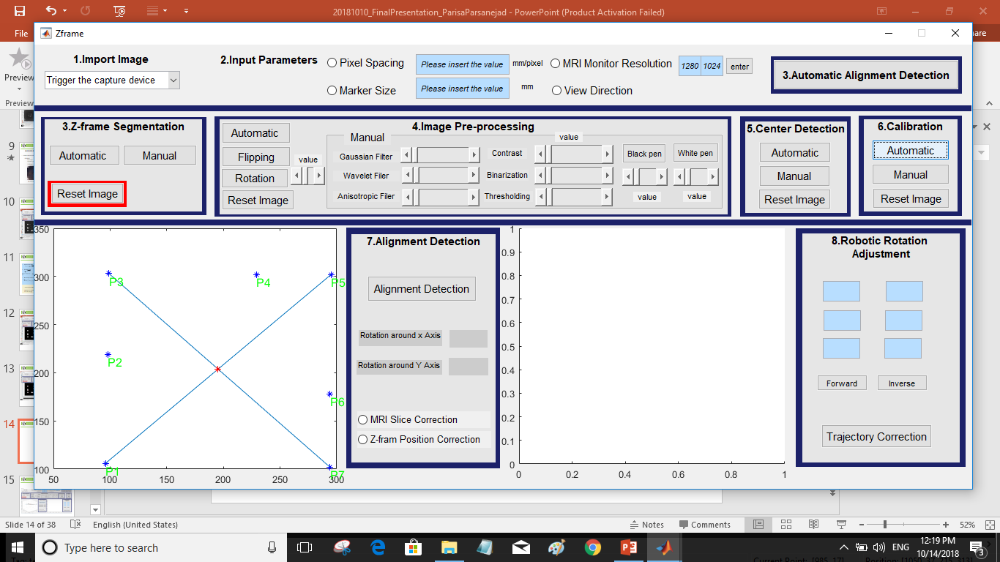 20181010_FinalPresentation_ParisaParsanejad - PowerPoint (Product Activation Failed)
File
Zframe
1.Import Image
Trigger the capture device
2.Input Parameters
Pixel Spacing
Please insert the value
mm/pixel
MRI Monitor Resolution
1280
1024
enter
Marker Size
Please insert the value
mm
View Direction
3.Automatic Alignment Detection
Preview
Preview
3.Z-frame Segmentation
Automatic
Manual
Reset Image
4.Image Pre-processing
Automatic
Flipping
Rotation
Reset Image
value
Manual
value
Gaussian Filter
Wavelet Filer
Anisotropic Filer
Contrast
Binarization
Thresholding
Black pen
White pen
value
value
5.Center Detection
Automatic
Manual
Reset Image
6.Calibration
Automatic
Manual
Reset Image
9
10
11
12
13
14
15
350
300
250
200
150
100
50
100
150
200
250
300
P3
P4
P5
P2
P6
P1
P7
7.Alignment Detection
Alignment Detection
Rotation around x Axis
Rotation around Y Axis
MRI Slice Correction
Z-fram Position Correction
1
0.9
0.8
0.7
0.6
0.5
0.4
0.3
0.2
0.1
0
0
0.2
0.4
0.6
0.8
1
8.Robotic Rotation
Adjustment
Forward
Inverse
Trajectory Correction
Slide 14 of 38
English (United States)
Notes
Comments
52%
Type here to search
ENG
12:19 PM
10/14/2018
3